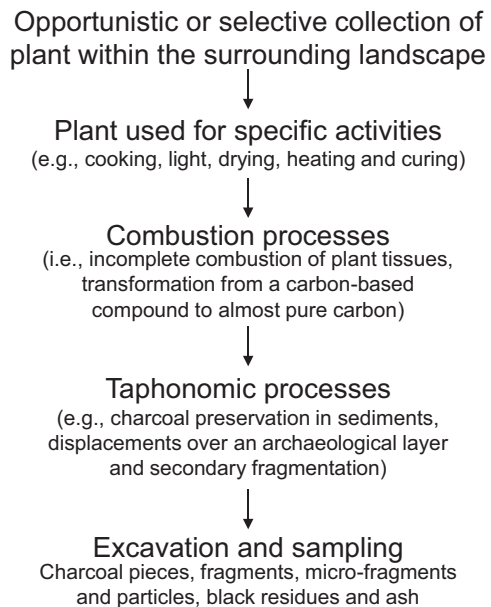 Opportunistic or selective collection of
plant within the surrounding landscape
Plant used for specific activities
(e.g., cooking, light, drying, heating and curing)
Combustion processes
(i.e., incomplete combustion of plant tissues,
transformation from a carbon-based
compound to almost pure carbon)
Taphonomic processes
(e.g., charcoal preservation in sediments,
displacements over an archaeological layer
and secondary fragmentation)
Excavation and sampling
Charcoal pieces, fragments, micro-fragments
and particles, black residues and ash